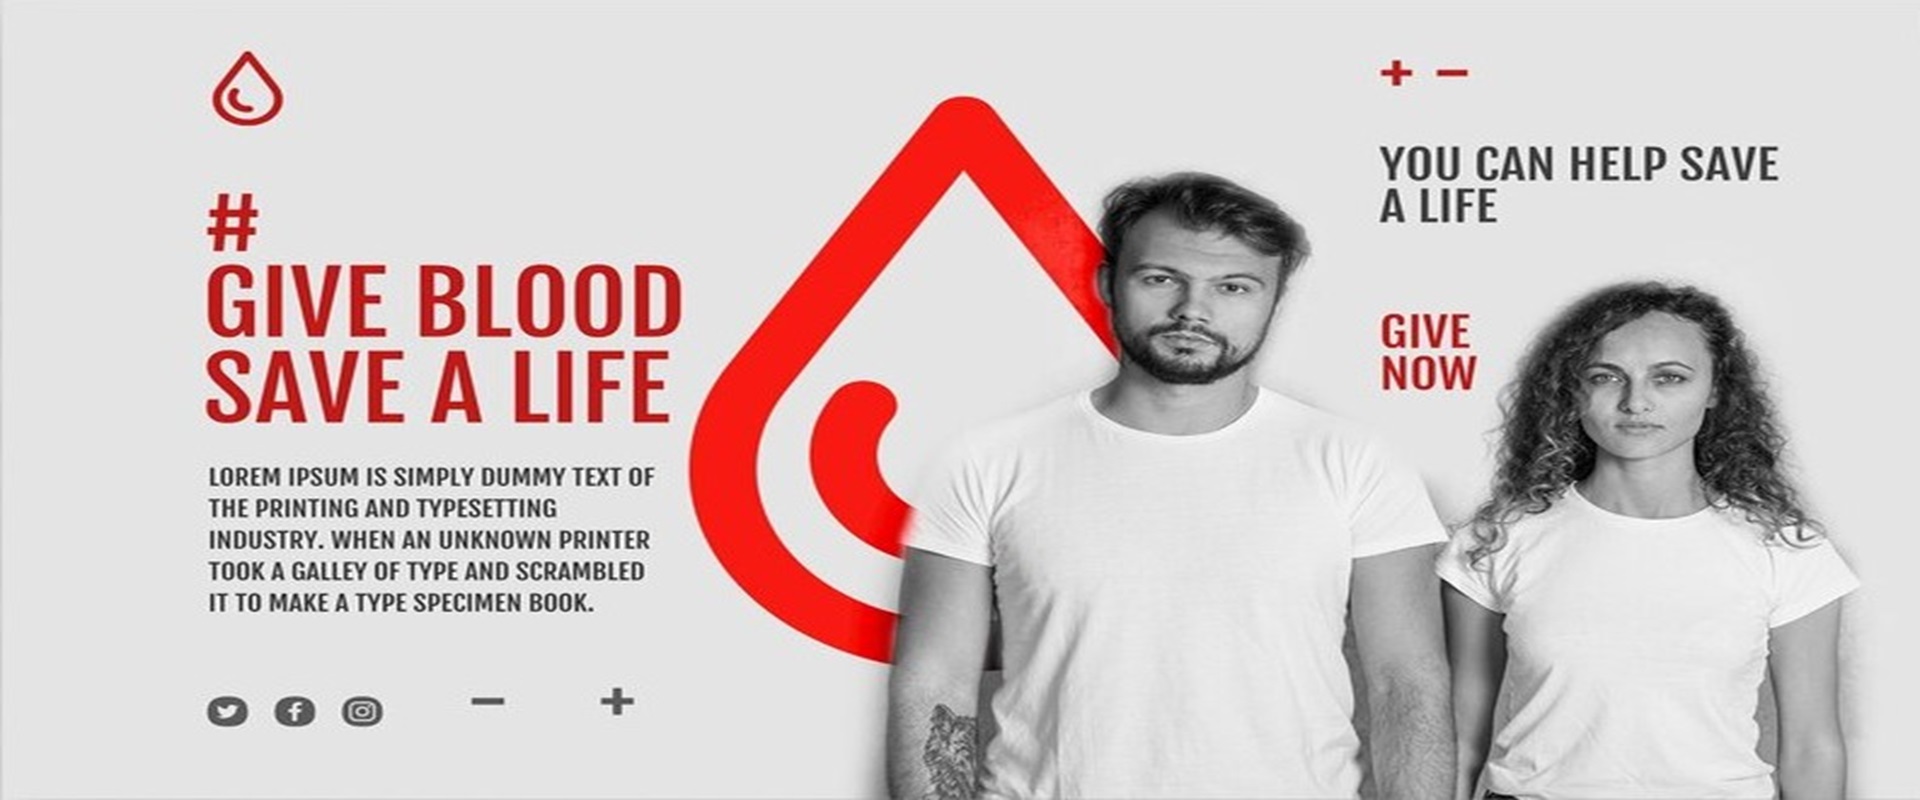 #
GIVE BLOOD
SAVE A LIFE
LOREM IPSUM IS SIMPLY DUMMY TEXT OF
THE PRINTING AND TYPESETTING
INDUSTRY. WHEN AN UNKNOWN PRINTER
TOOK A GALLEY OF TYPE AND SCRAMBLED
IT TO MAKE A TYPE SPECIMEN BOOK.
− +
+ −
YOU CAN HELP SAVE
A LIFE
GIVE
NOW